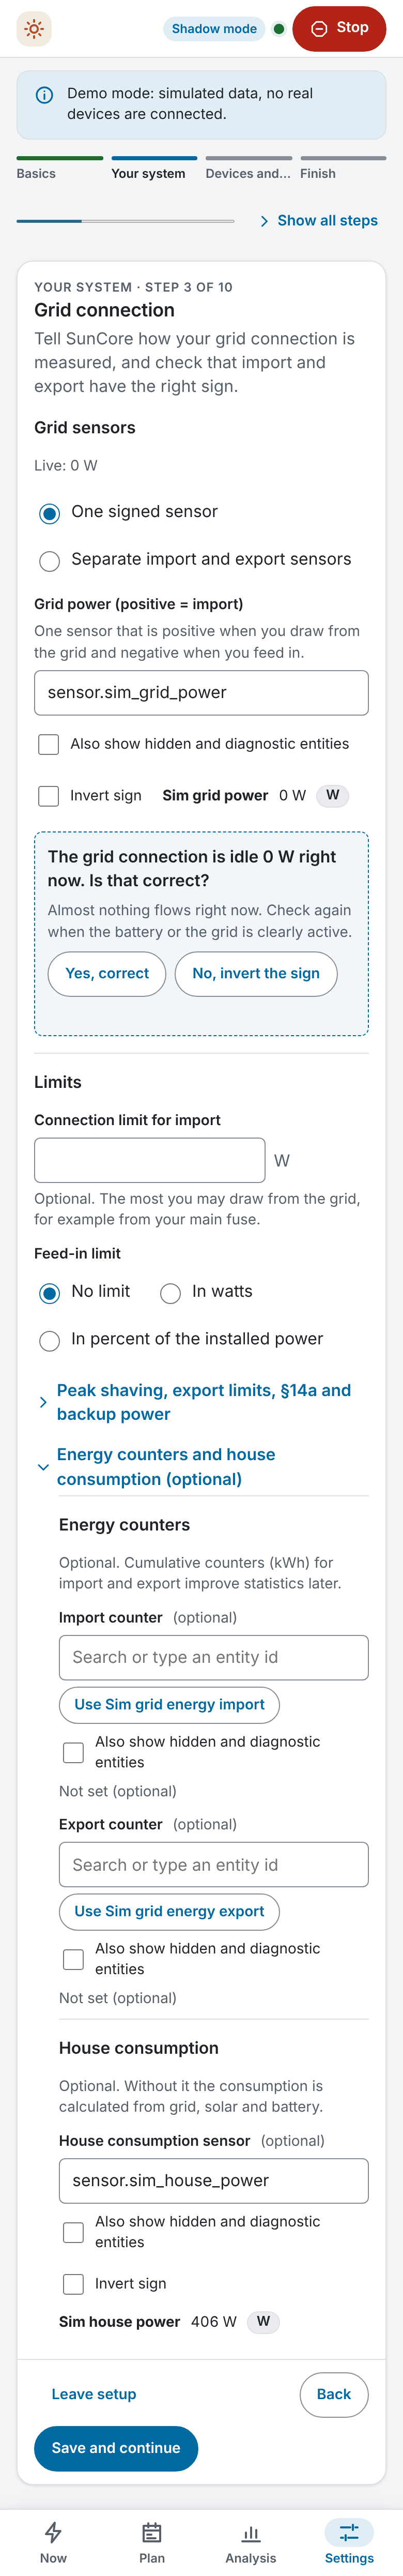 Shadow mode
Stop
Demo mode: simulated data, no real
devices are connected.
Basics
Your system
Devices and...
Finish
Show all steps
YOUR SYSTEM · STEP 3 OF 10
Grid connection
Tell SunCore how your grid connection is
measured, and check that import and
export have the right sign.
Grid sensors
Live: 0 W
One signed sensor
Separate import and export sensors
Grid power (positive = import)
One sensor that is positive when you draw from
the grid and negative when you feed in.
sensor.sim_grid_power
Also show hidden and diagnostic entities
Invert sign Sim grid power 0 W W
The grid connection is idle 0 W right
now. Is that correct?
Almost nothing flows right now. Check again
when the battery or the grid is clearly active.
Yes, correct
No, invert the sign
Limits
Connection limit for import
W
Optional. The most you may draw from the grid,
for example from your main fuse.
Feed-in limit
No limit
In watts
In percent of the installed power
Peak shaving, export limits, §14a and
backup power
Energy counters and house
consumption (optional)
Energy counters
Optional. Cumulative counters (kWh) for
import and export improve statistics later.
Import counter (optional)
Search or type an entity id
Use Sim grid energy import
Also show hidden and diagnostic
entities
Not set (optional)
Export counter (optional)
Search or type an entity id
Use Sim grid energy export
Also show hidden and diagnostic
entities
Not set (optional)
House consumption
Optional. Without it the consumption is
calculated from grid, solar and battery.
House consumption sensor (optional)
sensor.sim_house_power
Also show hidden and diagnostic
entities
Invert sign
Sim house power 406 W W
Leave setup
Back
Save and continue
Now
Plan
Analysis
Settings